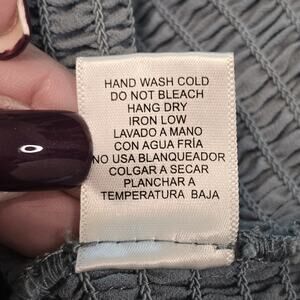 HAND WASH COLD
DO NOT BLEACH
HANG DRY
IRON LOW
LAVADO A MANO
CON AGUA FRÍA
NO USA BLANQUEADOR
COLGAR A SECAR
PLANCHAR A
TEMPERATURA BAJA